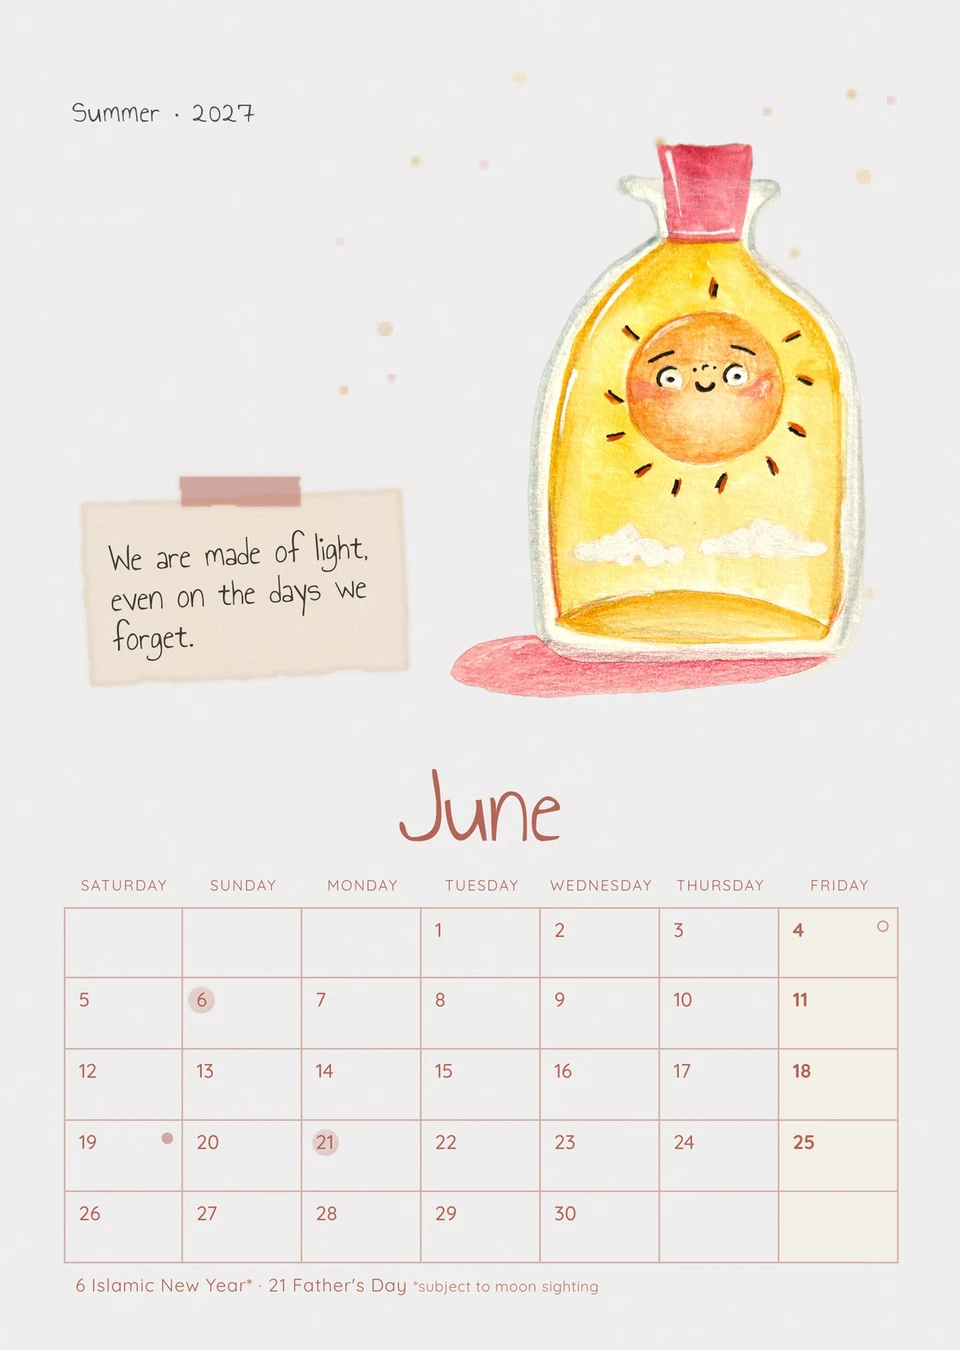 Summer · 2027
We are made of light,
even on the days we
forget.
June
SATURDAY SUNDAY MONDAY TUESDAY WEDNESDAY THURSDAY FRIDAY
1 2 3 4
5 6 7 8 9 10 11
12 13 14 15 16 17 18
19 20 21 22 23 24 25
26 27 28 29 30
6 Islamic New Year* · 21 Father's Day *subject to moon sighting